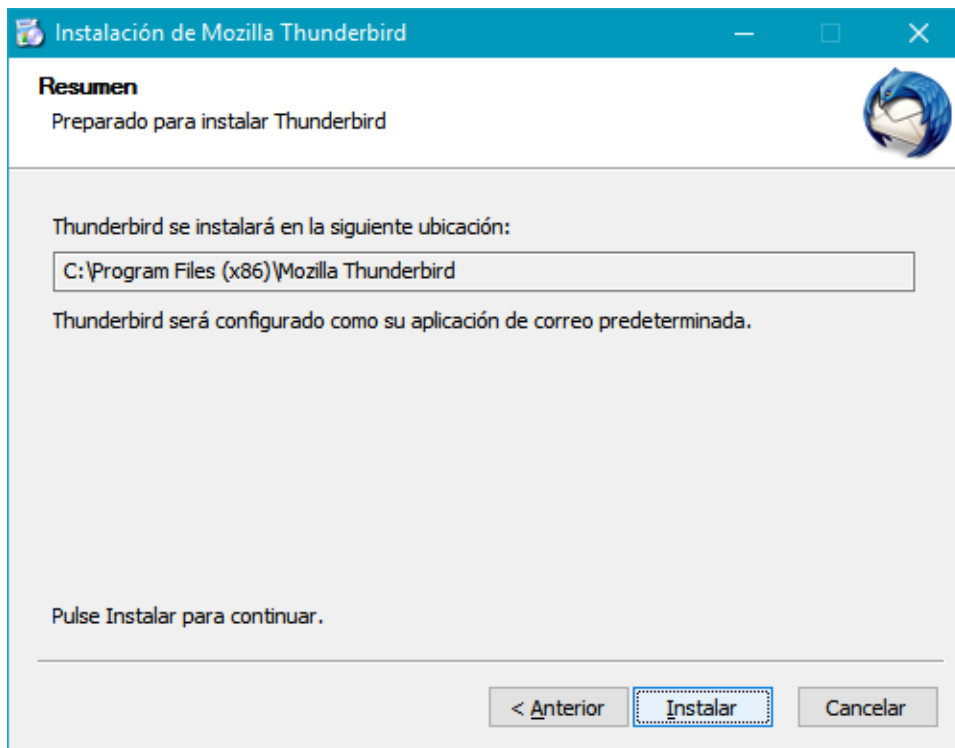 Instalación de Mozilla Thunderbird
Resumen
Preparado para instalar Thunderbird
Thunderbird se instalará en la siguiente ubicación:
C:\Program Files (x86)\Mozilla Thunderbird
Thunderbird será configurado como su aplicación de correo predeterminada.
Pulse Instalar para continuar.
< Anterior Instalar Cancelar